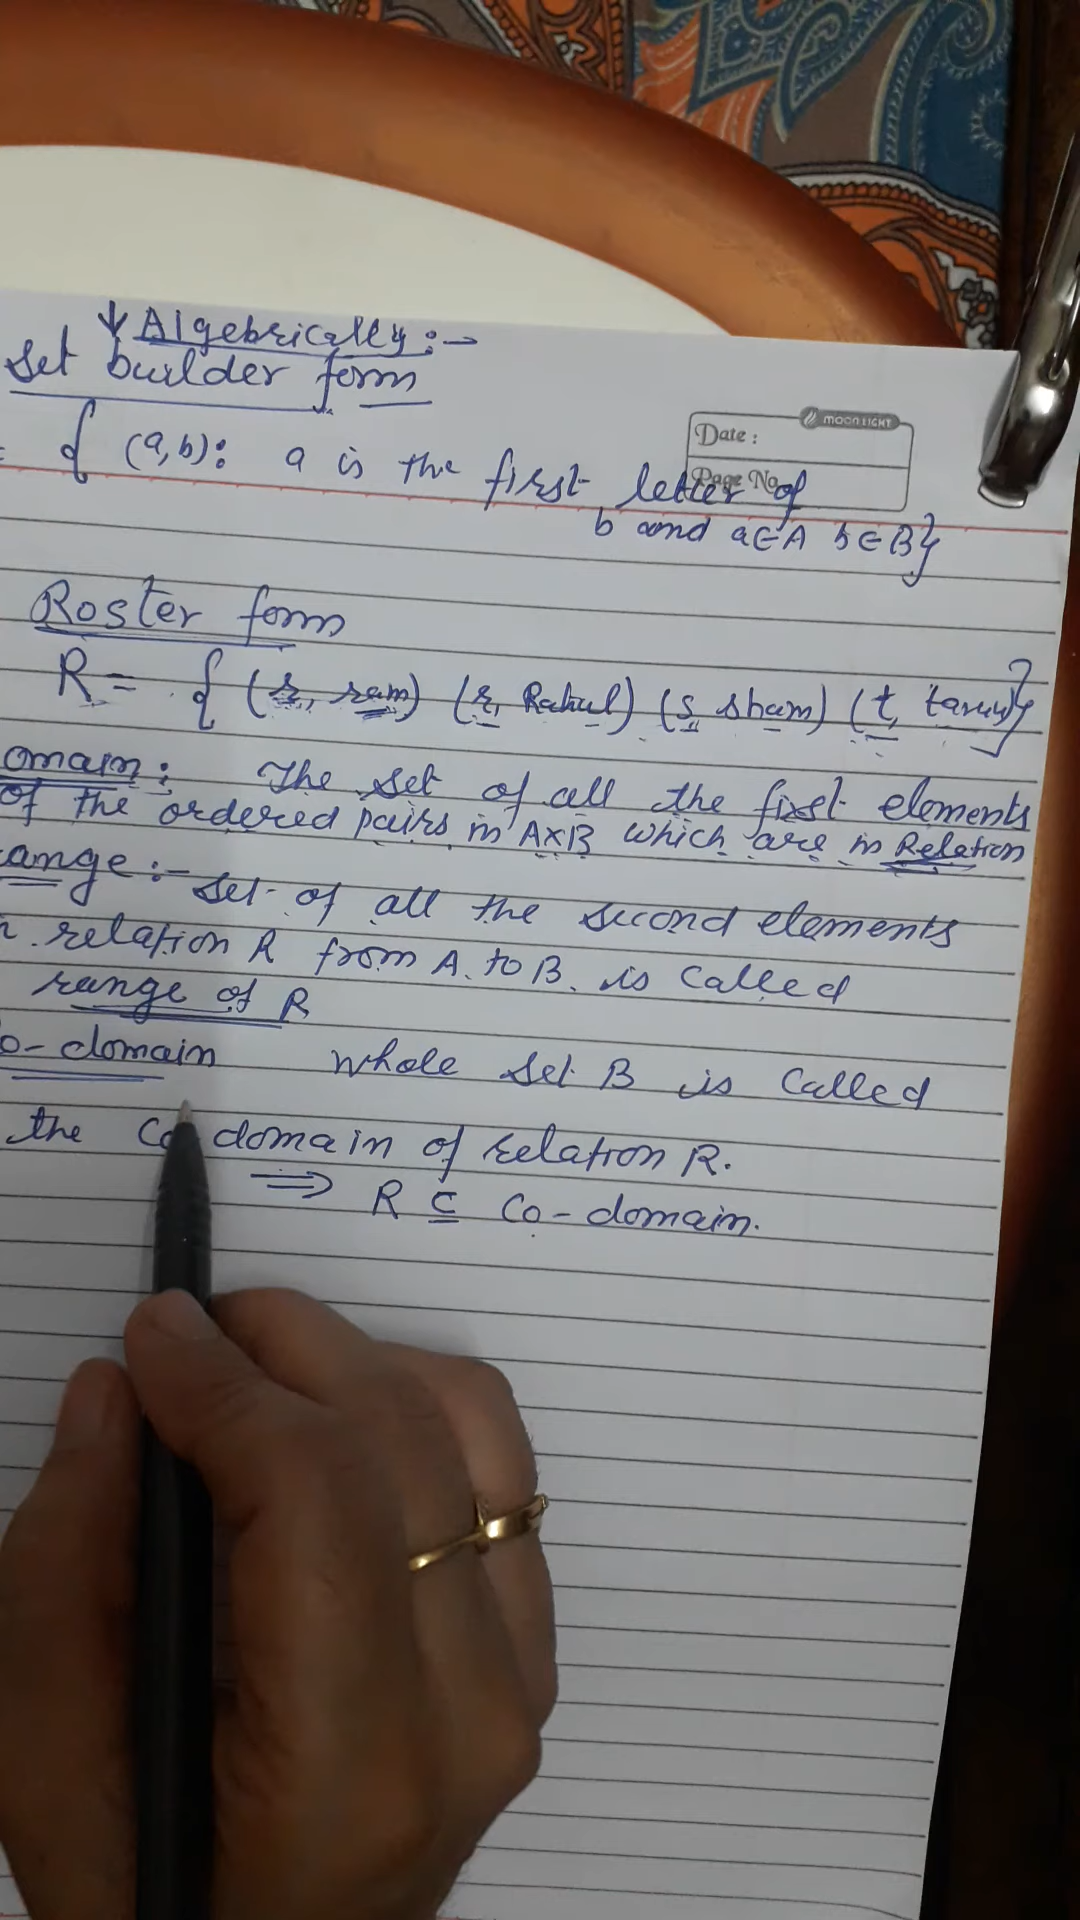 ↓ Algebrically :-
Set builder form
MOONLIGHT
Date :
Page No.
= { (a,b): a is the first letter of
b and a∈A b∈B}
Roster form
R = { (r, ram) (r, Rahul) (s, sham) (t, tarun)}
omain : The set of all the first elements
of the ordered pairs in A×B which are in Relation
ange :- Set of all the second elements
relation R from A to B. is called
range of R
o-domain whole set B is called
the co domain of relation R.
⇒ R ⊆ Co-domain.